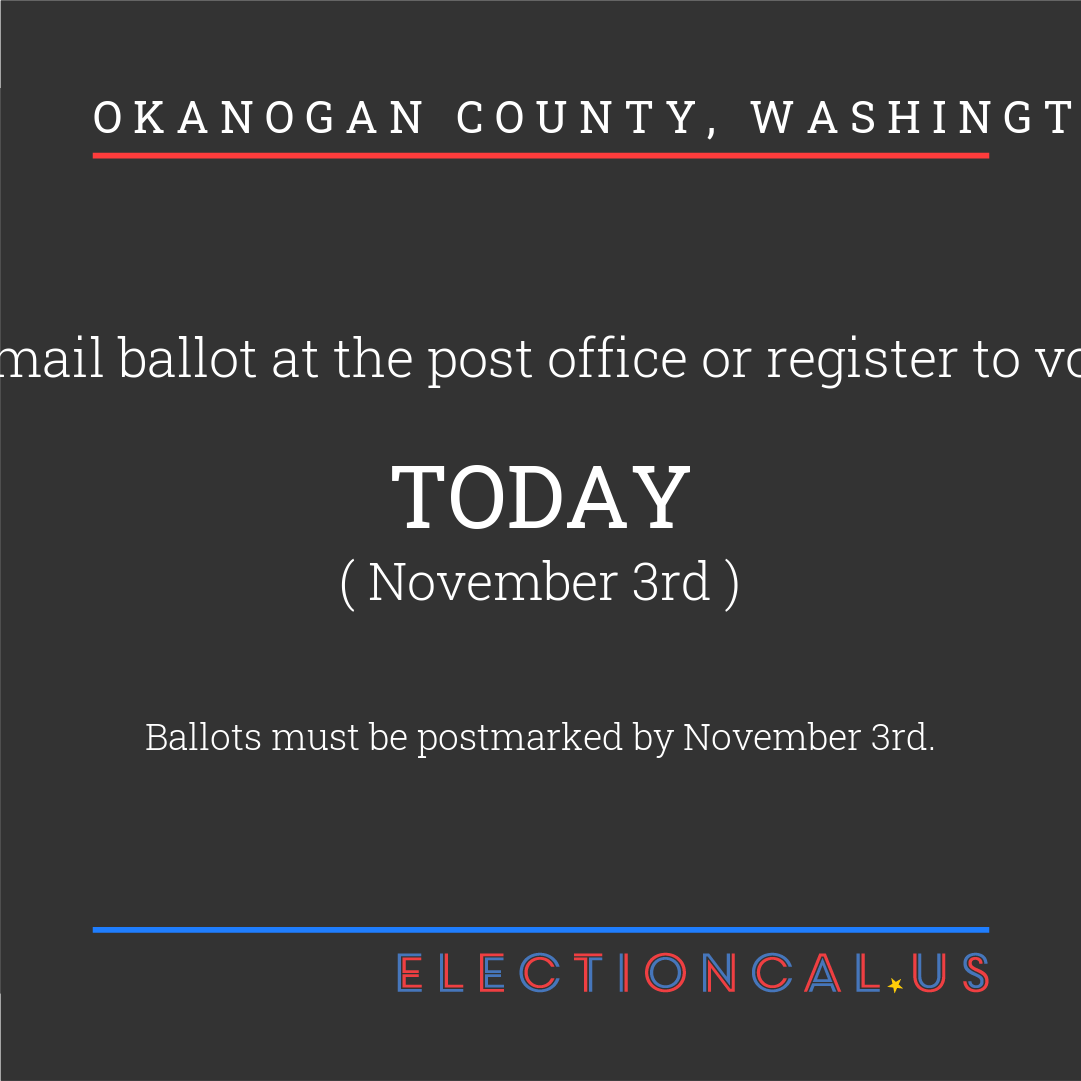 OKANOGAN COUNTY, WASHINGT
mail ballot at the post office or register to vo
TODAY
( November 3rd )
Ballots must be postmarked by November 3rd.
ELECTIONCAL.US